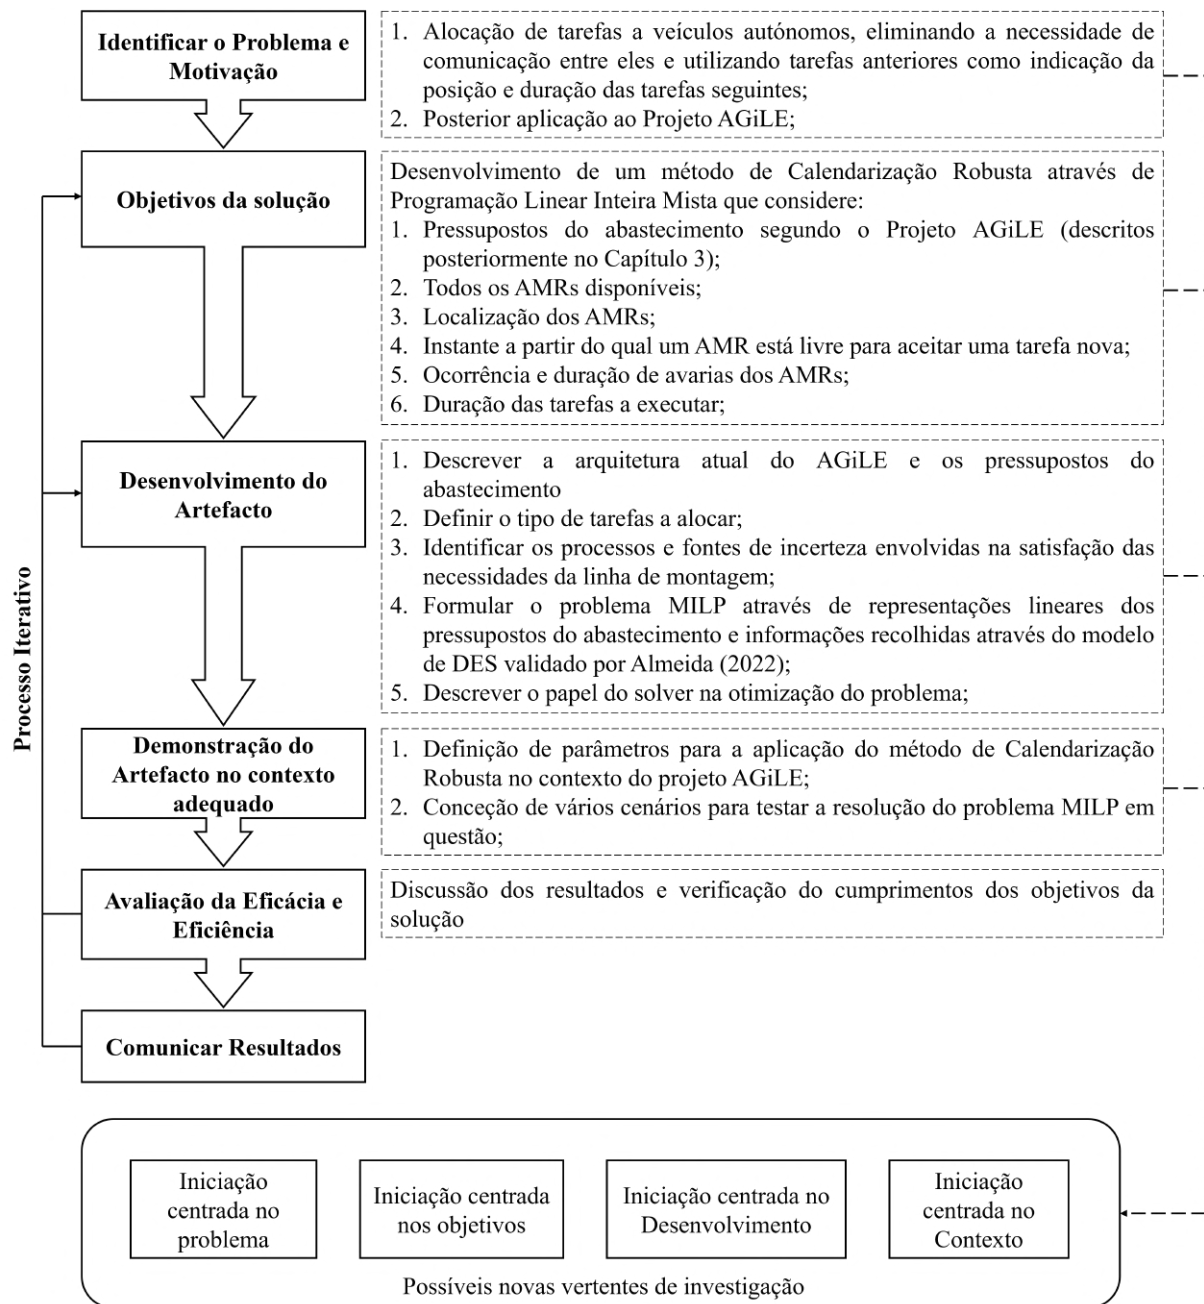 Identificar o Problema e
Motivação
1. Alocação de tarefas a veículos autónomos, eliminando a necessidade de
comunicação entre eles e utilizando tarefas anteriores como indicação da
posição e duração das tarefas seguintes;
2. Posterior aplicação ao Projeto AGiLE;
Objetivos da solução
Desenvolvimento de um método de Calendarização Robusta através de
Programação Linear Inteira Mista que considere:
1. Pressupostos do abastecimento segundo o Projeto AGiLE (descritos
posteriormente no Capítulo 3);
2. Todos os AMRs disponíveis;
3. Localização dos AMRs;
4. Instante a partir do qual um AMR está livre para aceitar uma tarefa nova;
5. Ocorrência e duração de avarias dos AMRs;
6. Duração das tarefas a executar;
Desenvolvimento do
Artefacto
1. Descrever a arquitetura atual do AGiLE e os pressupostos do
abastecimento
2. Definir o tipo de tarefas a alocar;
3. Identificar os processos e fontes de incerteza envolvidas na satisfação das
necessidades da linha de montagem;
4. Formular o problema MILP através de representações lineares dos
pressupostos do abastecimento e informações recolhidas através do modelo
de DES validado por Almeida (2022);
5. Descrever o papel do solver na otimização do problema;
Processo Iterativo
Demonstração do
Artefacto no contexto
adequado
1. Definição de parâmetros para a aplicação do método de Calendarização
Robusta no contexto do projeto AGiLE;
2. Conceção de vários cenários para testar a resolução do problema MILP em
questão;
Avaliação da Eficácia e
Eficiência
Discussão dos resultados e verificação do cumprimentos dos objetivos da
solução
Comunicar Resultados
Iniciação
centrada no
problema
Iniciação centrada
nos objetivos
Iniciação centrada no
Desenvolvimento
Iniciação
centrada no
Contexto
Possíveis novas vertentes de investigação